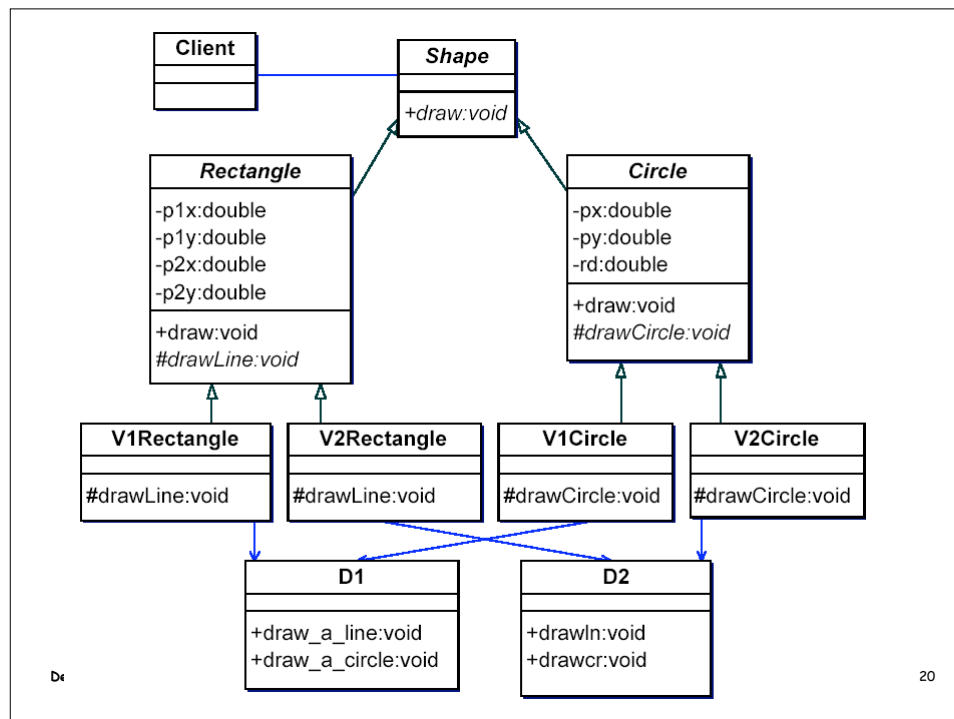 Client
Shape
+draw:void
Rectangle
-p1x:double
-p1y:double
-p2x:double
-p2y:double
+draw:void
#drawLine:void
Circle
-px:double
-py:double
-rd:double
+draw:void
#drawCircle:void
V1Rectangle
#drawLine:void
V2Rectangle
#drawLine:void
V1Circle
#drawCircle:void
V2Circle
#drawCircle:void
D1
+draw_a_line:void
+draw_a_circle:void
D2
+drawln:void
+drawcr:void
20